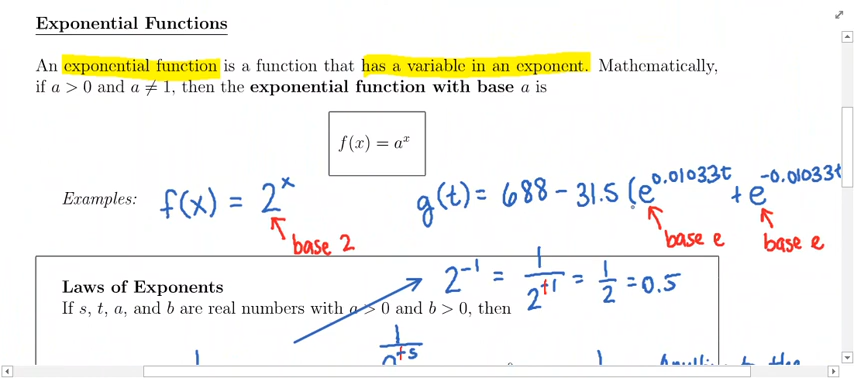 Exponential Functions
An exponential function is a function that has a variable in an exponent. Mathematically,
if a > 0 and a ≠ 1, then the exponential function with base a is
f(x) = a^x
Examples: f(x) = 2^x g(t) = 688 - 31.5 (e^0.01033t + e^-0.01033t
base 2 base e base e
2^-1 = 1/2^+1 = 1/2 = 0.5
Laws of Exponents
If s, t, a, and b are real numbers with a > 0 and b > 0, then